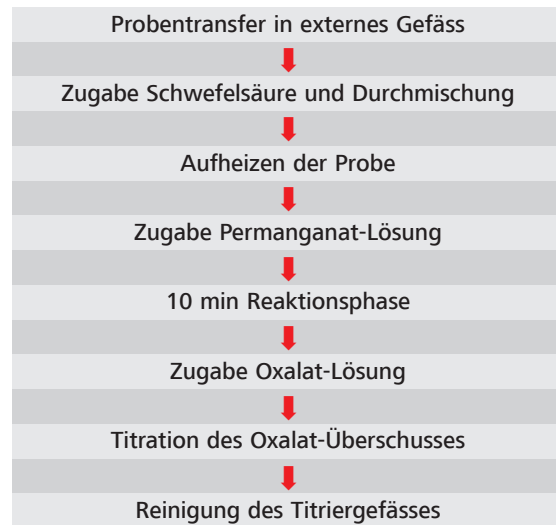 Probentransfer in externes Gefäss
Zugabe Schwefelsäure und Durchmischung
Aufheizen der Probe
Zugabe Permanganat-Lösung
10 min Reaktionsphase
Zugabe Oxalat-Lösung
Titration des Oxalat-Überschusses
Reinigung des Titriergefässes